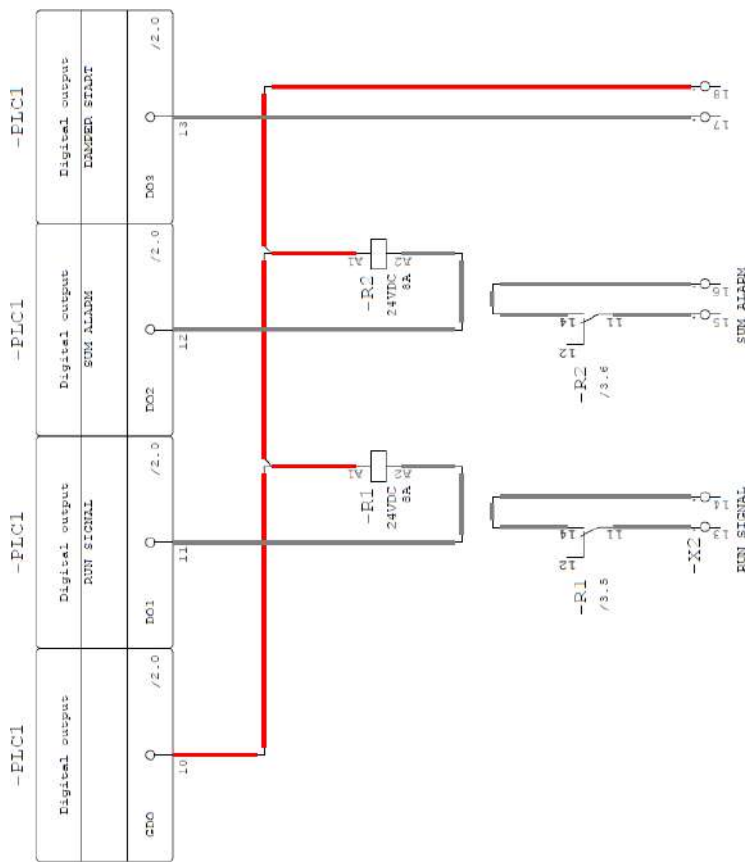 -PLC1
Digital output
/2.0
GDO
10
-PLC1
Digital output
RUN SIGNAL
/2.0
DO1
11
-PLC1
Digital output
SUM ALARM
/2.0
DO2
12
-PLC1
Digital output
DAMPER START
/2.0
DO3
13
-R1
24VDC
8A
A1
A2
-R2
24VDC
8A
A1
A2
-R1
/3.5
12
14
11
-R2
/3.6
12
14
11
-X2
13
14
15
16
17
18
RUN SIGNAL
SUM ALARM